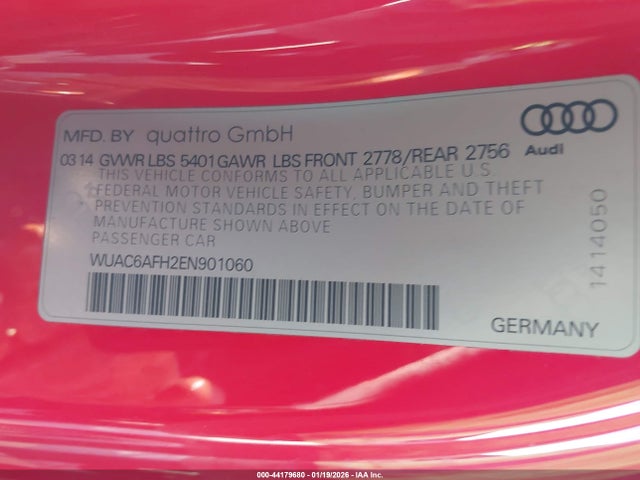 MFD. BY quattro GmbH
Audi
0314 GVWR LBS 5401 GAWR LBS FRONT 2778/REAR 2756
THIS VEHICLE CONFORMS TO ALL APPLICABLE U.S
FEDERAL MOTOR VEHICLE SAFETY, BUMPER AND THEFT
PREVENTION STANDARDS IN EFFECT ON THE DATE OF
MANUFACTURE SHOWN ABOVE
PASSENGER CAR
WUAC6AFH2EN901060
1414050
GERMANY
000-44179680 - 01/19/2026 - IAA Inc.